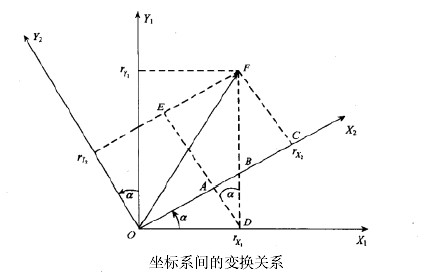 Y₁
Y₂
r_{Y₁}
F
E
X₂
C
r_{X₂}
r_{Y₂}
B
A
α
α
α
D
O
r_{X₁}
X₁
坐标系间的变换关系